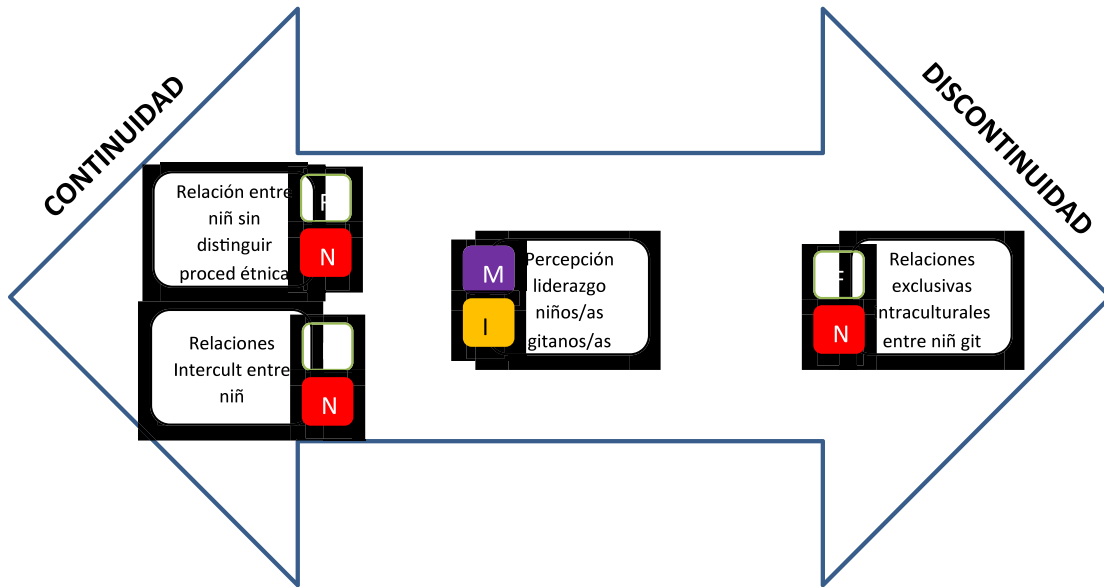 CONTINUIDAD
DISCONTINUIDAD
Relación entre
niñ sin
distinguir
proced étnica
N
Relaciones
Intercult entre
niñ
N
M
I
Percepción
liderazgo
niños/as
gitanos/as
N
Relaciones
exclusivas
ntraculturales
entre niñ git